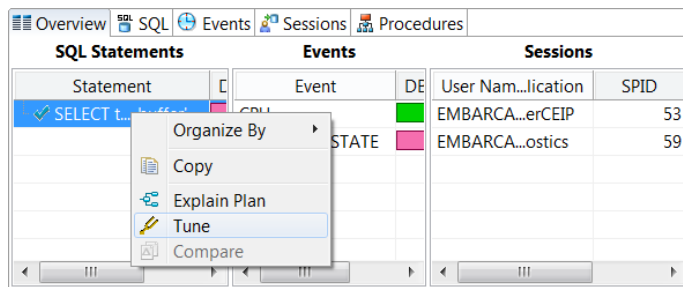 Overview SQL Events Sessions Procedures
SQL Statements Events Sessions
Statement Event DE User Nam...lication SPID
SELECT t... CPU EMBARCA...erCEIP 53
Organize By STATE EMBARCA...ostics 59
Copy
Explain Plan
Tune
Compare